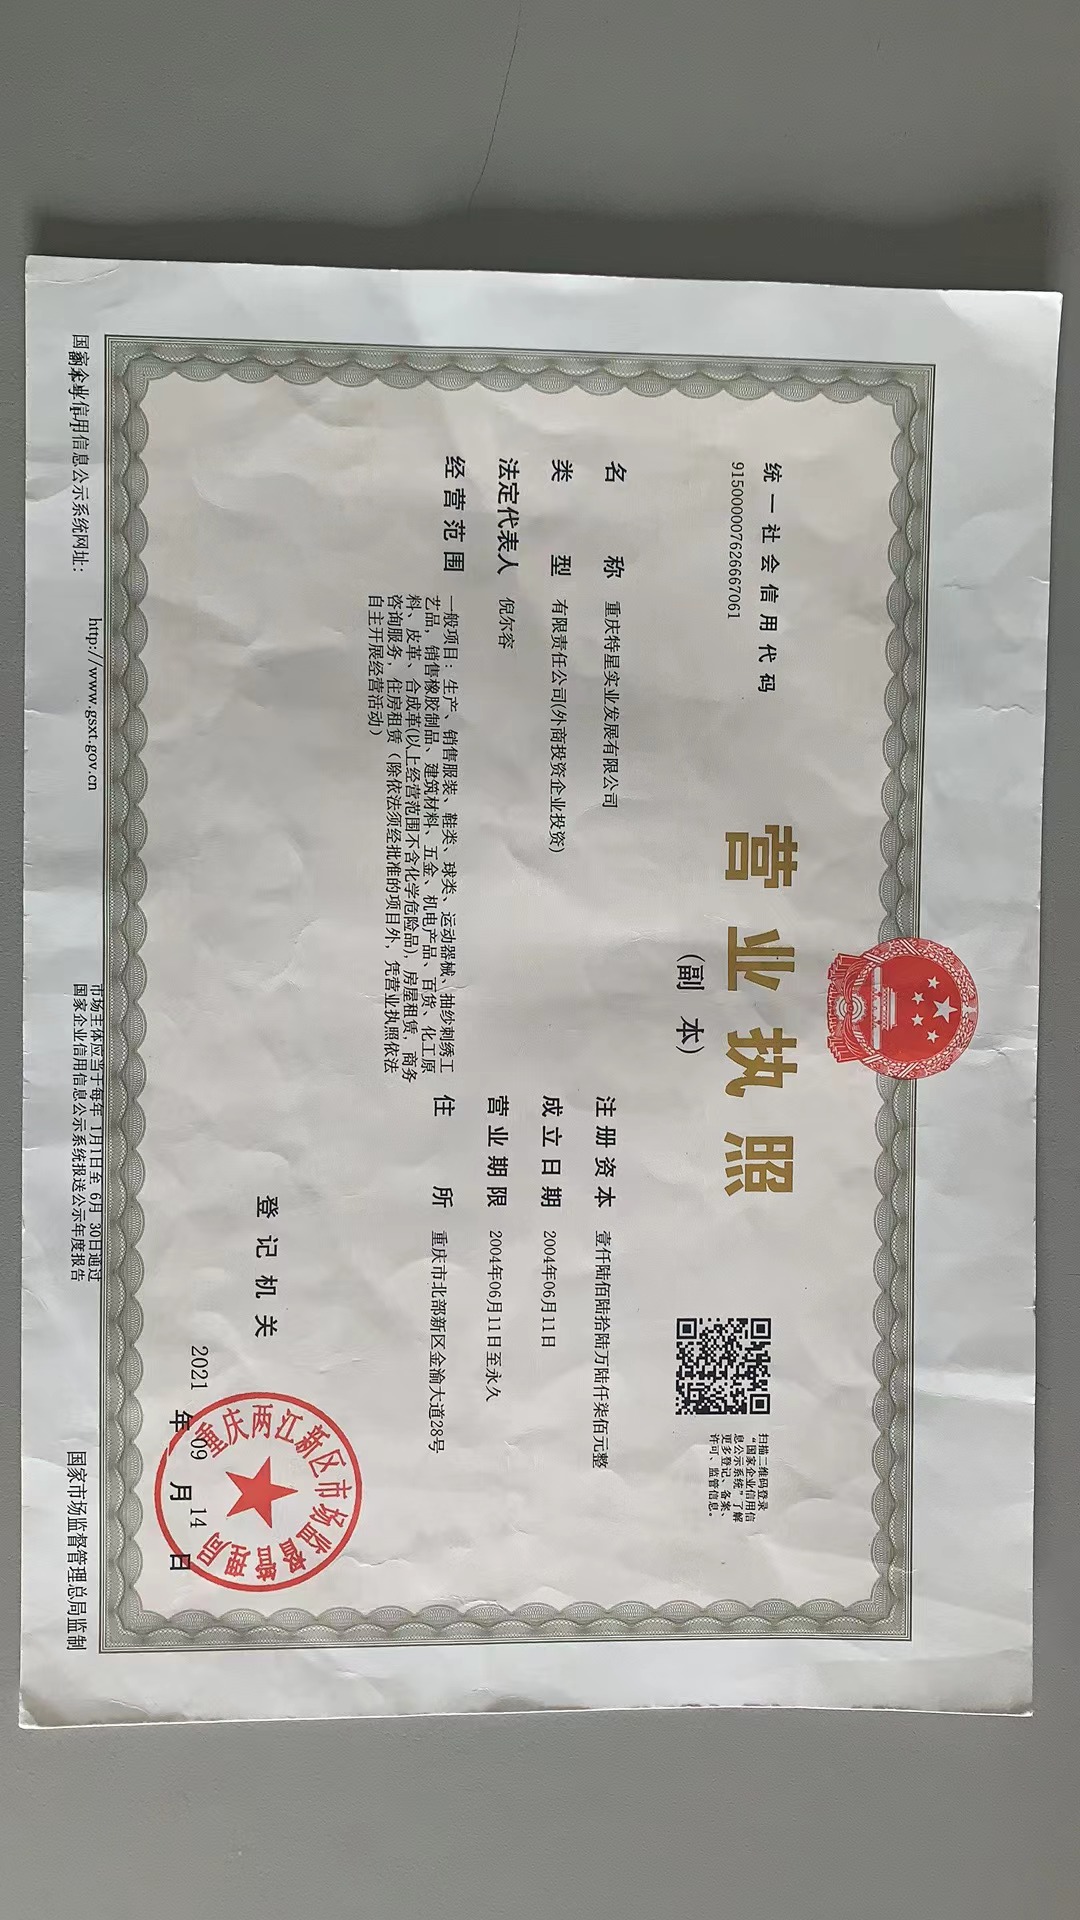 营业执照
(副 本)
统一社会信用代码
915000007626667061
扫描二维码登录
“国家企业信用信
息公示系统”了解
更多登记、备案、
许可、监管信息。
名 称 重庆特星实业发展有限公司
类 型 有限责任公司(外商投资企业投资)
法定代表人 倪尔容
经营范围 一般项目：生产、销售服装、鞋类、球类、运动器械、抽纱刺绣工
艺品，销售橡胶制品、建筑材料、五金、机电产品、百货、化工原
料、皮革、合成革(以上经营范围不含化学危险品)，房屋租赁，商务
咨询服务，住房租赁（除依法须经批准的项目外，凭营业执照依法
自主开展经营活动）
注册资本 壹仟陆佰陆拾陆万陆仟柒佰元整
成立日期 2004年06月11日
营业期限 2004年06月11日至永久
住 所 重庆市北部新区金渝大道28号
登记机关
重庆两江新区市场监督管理局
2021 年 09 月 14 日
国家企业信用信息公示系统网址：
http://www.gsxt.gov.cn
市场主体应当于每年 1月1日至 6月 30日通过
国家企业信用信息公示系统报送公示年度报告
国家市场监督管理总局监制